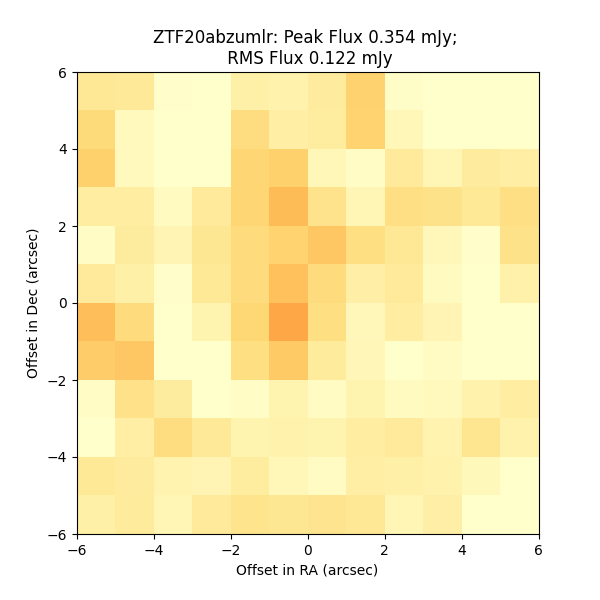 ZTF20abzumlr: Peak Flux 0.354 mJy;
RMS Flux 0.122 mJy
6
4
2
0
−2
−4
−6
Offset in Dec (arcsec)
−6 −4 −2 0 2 4 6
Offset in RA (arcsec)